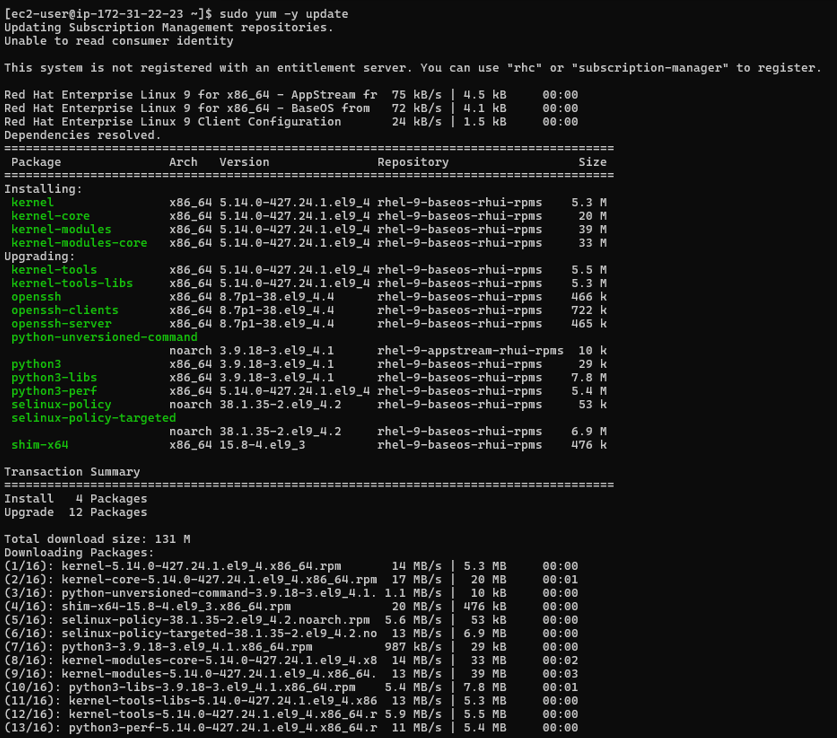 [ec2-user@ip-172-31-22-23 ~]$ sudo yum -y update
Updating Subscription Management repositories.
Unable to read consumer identity

This system is not registered with an entitlement server. You can use "rhc" or "subscription-manager" to register.

Red Hat Enterprise Linux 9 for x86_64 - AppStream fr  75 kB/s | 4.5 kB     00:00
Red Hat Enterprise Linux 9 for x86_64 - BaseOS from   72 kB/s | 4.1 kB     00:00
Red Hat Enterprise Linux 9 Client Configuration       24 kB/s | 1.5 kB     00:00
Dependencies resolved.
=====================================================================================
 Package               Arch   Version               Repository                  Size
=====================================================================================
Installing:
 kernel                x86_64 5.14.0-427.24.1.el9_4 rhel-9-baseos-rhui-rpms    5.3 M
 kernel-core           x86_64 5.14.0-427.24.1.el9_4 rhel-9-baseos-rhui-rpms     20 M
 kernel-modules        x86_64 5.14.0-427.24.1.el9_4 rhel-9-baseos-rhui-rpms     39 M
 kernel-modules-core   x86_64 5.14.0-427.24.1.el9_4 rhel-9-baseos-rhui-rpms     33 M
Upgrading:
 kernel-tools          x86_64 5.14.0-427.24.1.el9_4 rhel-9-baseos-rhui-rpms    5.5 M
 kernel-tools-libs     x86_64 5.14.0-427.24.1.el9_4 rhel-9-baseos-rhui-rpms    5.3 M
 openssh               x86_64 8.7p1-38.el9_4.4      rhel-9-baseos-rhui-rpms    466 k
 openssh-clients       x86_64 8.7p1-38.el9_4.4      rhel-9-baseos-rhui-rpms    722 k
 openssh-server        x86_64 8.7p1-38.el9_4.4      rhel-9-baseos-rhui-rpms    465 k
 python-unversioned-command
                       noarch 3.9.18-3.el9_4.1      rhel-9-appstream-rhui-rpms  10 k
 python3               x86_64 3.9.18-3.el9_4.1      rhel-9-baseos-rhui-rpms     29 k
 python3-libs          x86_64 3.9.18-3.el9_4.1      rhel-9-baseos-rhui-rpms    7.8 M
 python3-perf          x86_64 5.14.0-427.24.1.el9_4 rhel-9-baseos-rhui-rpms    5.4 M
 selinux-policy        noarch 38.1.35-2.el9_4.2     rhel-9-baseos-rhui-rpms     53 k
 selinux-policy-targeted
                       noarch 38.1.35-2.el9_4.2     rhel-9-baseos-rhui-rpms    6.9 M
 shim-x64              x86_64 15.8-4.el9_3          rhel-9-baseos-rhui-rpms    476 k

Transaction Summary
=====================================================================================
Install   4 Packages
Upgrade  12 Packages

Total download size: 131 M
Downloading Packages:
(1/16): kernel-5.14.0-427.24.1.el9_4.x86_64.rpm       14 MB/s | 5.3 MB     00:00
(2/16): kernel-core-5.14.0-427.24.1.el9_4.x86_64.rpm  17 MB/s |  20 MB     00:01
(3/16): python-unversioned-command-3.9.18-3.el9_4.1. 1.1 MB/s |  10 kB     00:00
(4/16): shim-x64-15.8-4.el9_3.x86_64.rpm              20 MB/s | 476 kB     00:00
(5/16): selinux-policy-38.1.35-2.el9_4.2.noarch.rpm  5.6 MB/s |  53 kB     00:00
(6/16): selinux-policy-targeted-38.1.35-2.el9_4.2.no  13 MB/s | 6.9 MB     00:00
(7/16): python3-3.9.18-3.el9_4.1.x86_64.rpm          987 kB/s |  29 kB     00:00
(8/16): kernel-modules-core-5.14.0-427.24.1.el9_4.x8  14 MB/s |  33 MB     00:02
(9/16): kernel-modules-5.14.0-427.24.1.el9_4.x86_64.  13 MB/s |  39 MB     00:03
(10/16): python3-libs-3.9.18-3.el9_4.1.x86_64.rpm    5.4 MB/s | 7.8 MB     00:01
(11/16): kernel-tools-libs-5.14.0-427.24.1.el9_4.x86  13 MB/s | 5.3 MB     00:00
(12/16): kernel-tools-5.14.0-427.24.1.el9_4.x86_64.r 5.9 MB/s | 5.5 MB     00:00
(13/16): python3-perf-5.14.0-427.24.1.el9_4.x86_64.r  11 MB/s | 5.4 MB     00:00